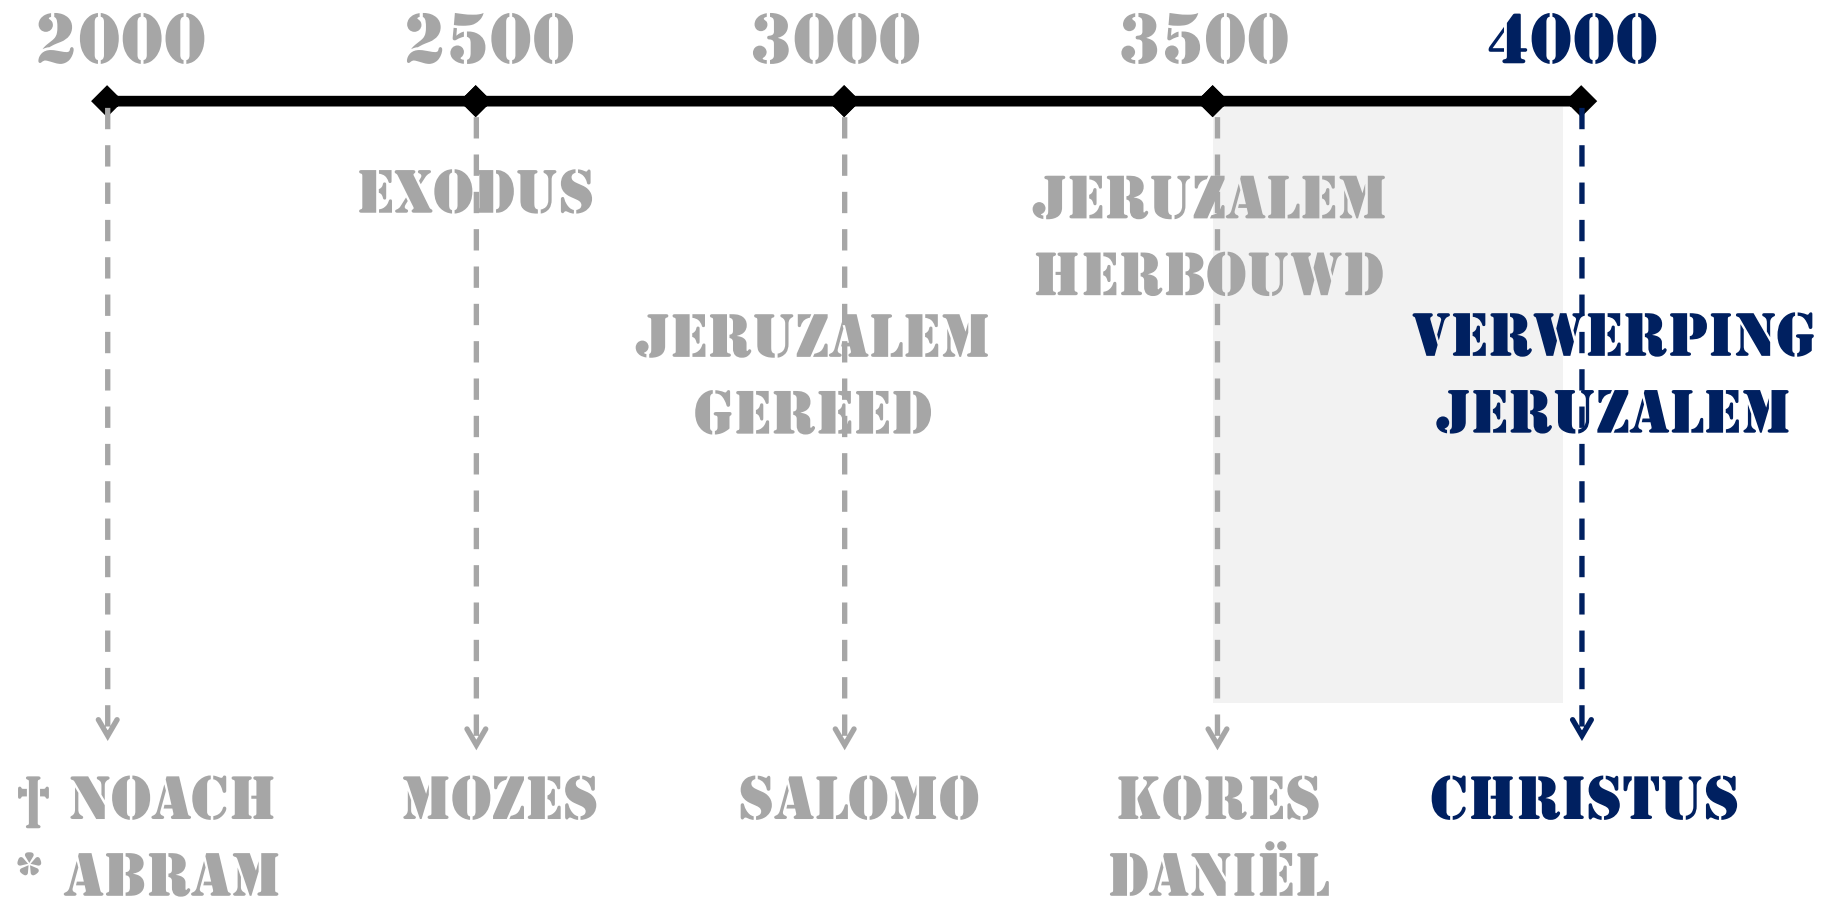 2000 2500 3000 3500 4000
EXODUS
JERUZALEM
HERBOUWD
JERUZALEM
GEREED
VERWERPING
JERUZALEM
† NOACH
* ABRAM
MOZES
SALOMO
KORES
DANIËL
CHRISTUS